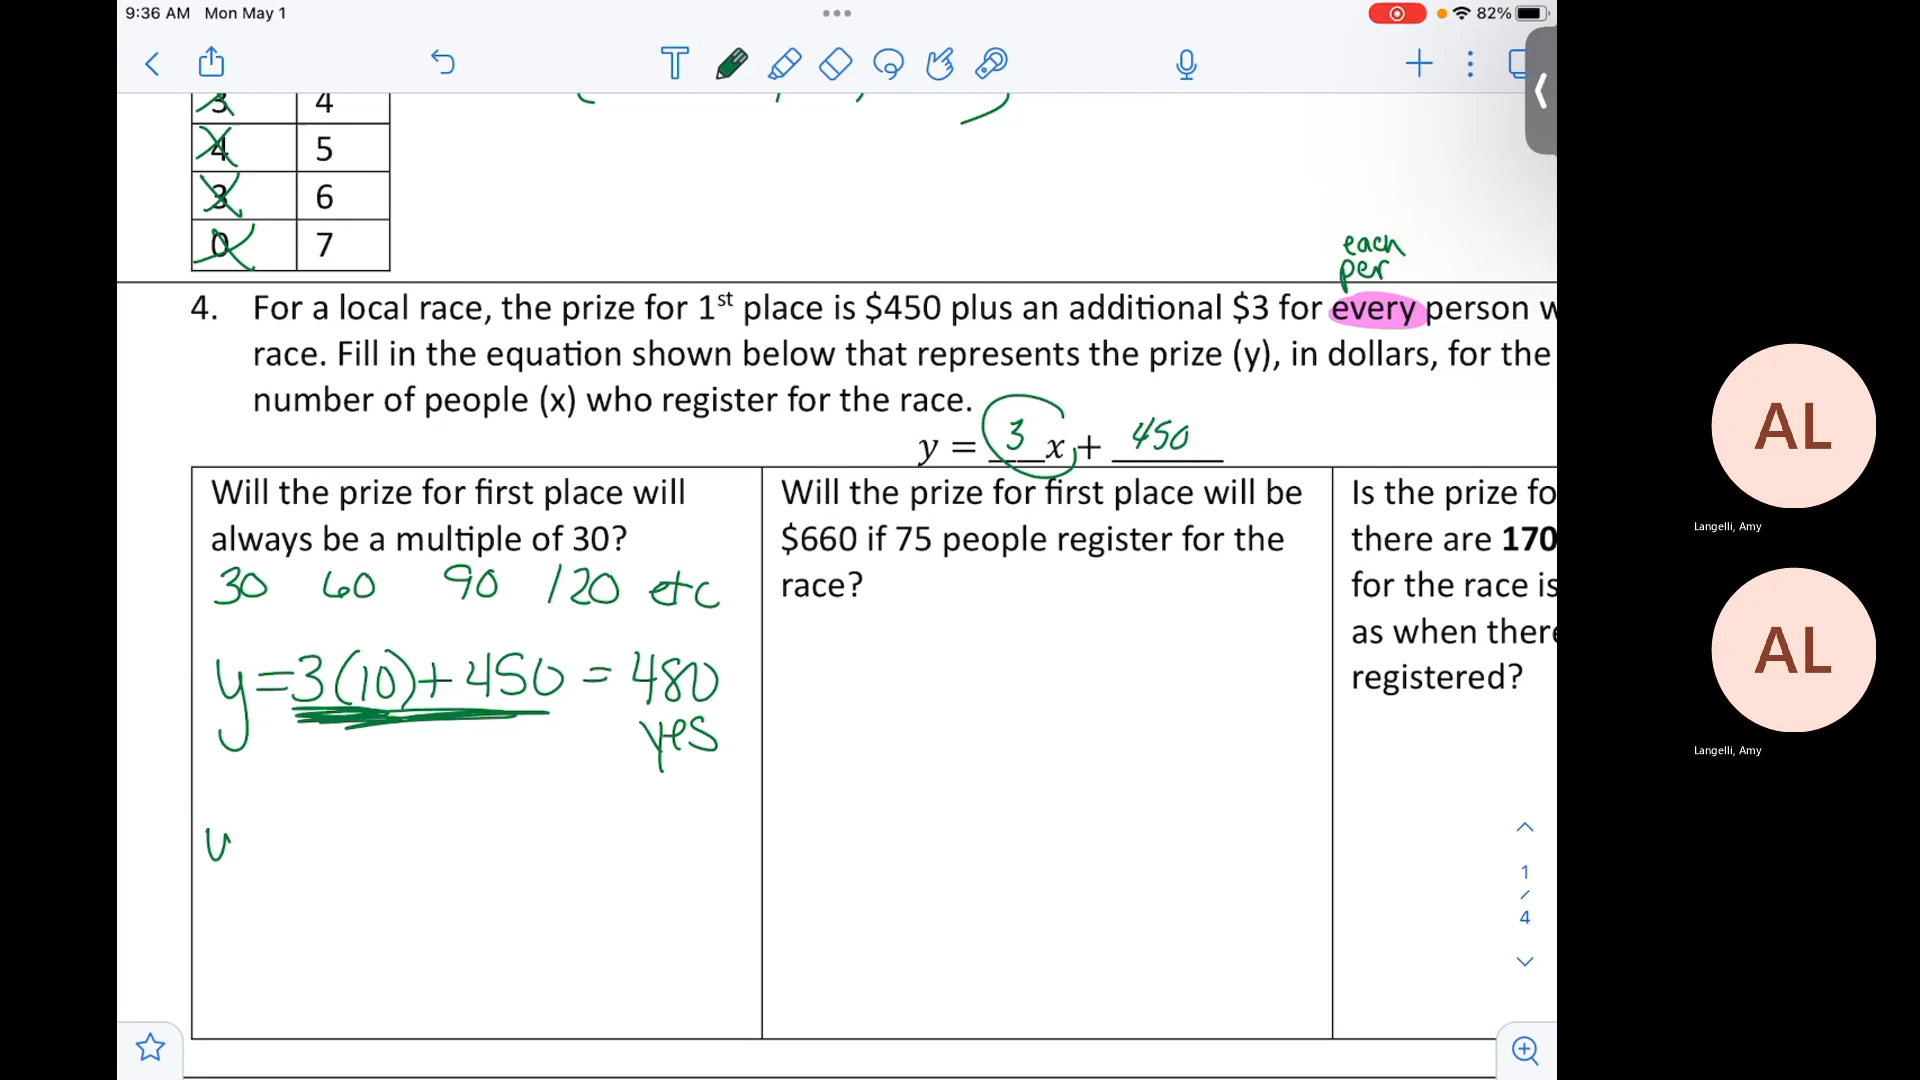 9:36 AM Mon May 1
82%
3 4
4 5
3 6
0 7
each
per
4. For a local race, the prize for 1st place is $450 plus an additional $3 for every person w
race. Fill in the equation shown below that represents the prize (y), in dollars, for the
number of people (x) who register for the race.
y = 3 x + 450
Will the prize for first place will
always be a multiple of 30?
30 60 90 120 etc
y=3(10)+450 = 480
yes
Will the prize for first place will be
$660 if 75 people register for the
race?
Is the prize fo
there are 170
for the race is
as when there
registered?
1
/
4
AL
Langelli, Amy
AL
Langelli, Amy